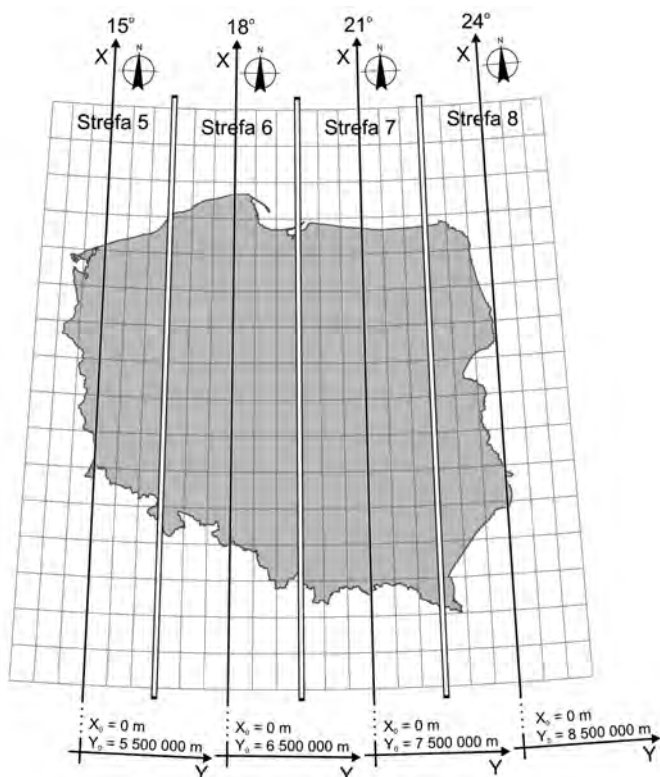 15° 18° 21° 24°
X X X X
N N N N
Strefa 5 Strefa 6 Strefa 7 Strefa 8
X₀ = 0 m X₀ = 0 m X₀ = 0 m X₀ = 0 m
Y₀ = 5 500 000 m Y₀ = 6 500 000 m Y₀ = 7 500 000 m Y₀ = 8 500 000 m
Y Y Y Y